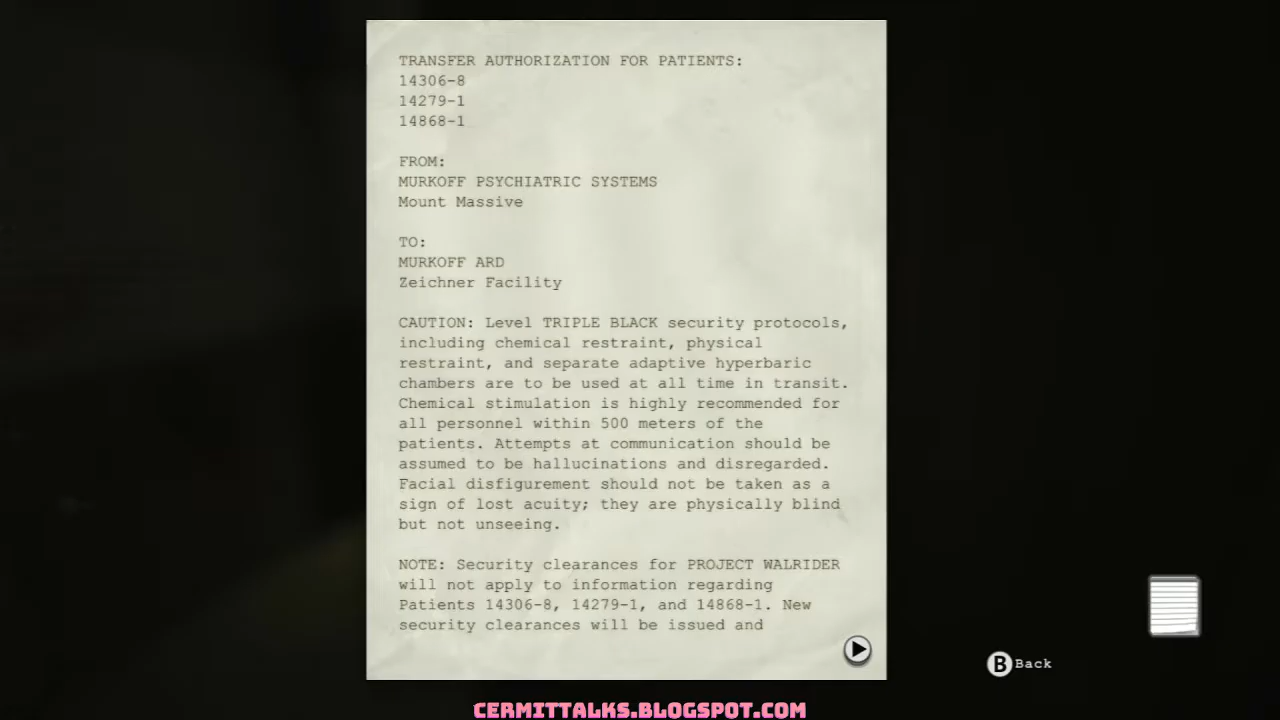 TRANSFER AUTHORIZATION FOR PATIENTS:
14306-8
14279-1
14868-1
FROM:
MURKOFF PSYCHIATRIC SYSTEMS
Mount Massive
TO:
MURKOFF ARD
Zeichner Facility
CAUTION: Level TRIPLE BLACK security protocols,
including chemical restraint, physical
restraint, and separate adaptive hyperbaric
chambers are to be used at all time in transit.
Chemical stimulation is highly recommended for
all personnel within 500 meters of the
patients. Attempts at communication should be
assumed to be hallucinations and disregarded.
Facial disfigurement should not be taken as a
sign of lost acuity; they are physically blind
but not unseeing.
NOTE: Security clearances for PROJECT WALRIDER
will not apply to information regarding
Patients 14306-8, 14279-1, and 14868-1. New
security clearances will be issued and
B Back
CERMITTALKS.BLOGSPOT.COM